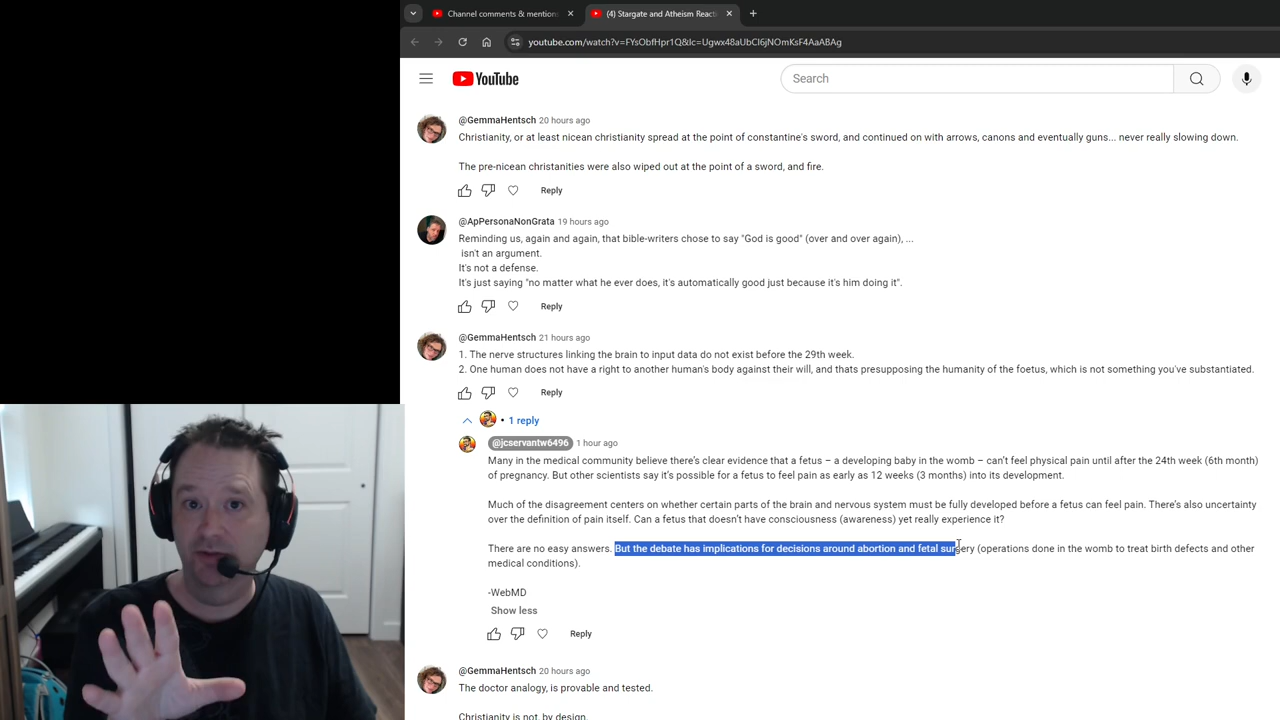 Channel comments & mentions
(4) Stargate and Atheism Reacti
youtube.com/watch?v=FYsObfHpr1Q&lc=Ugwx48aUbCl6jNOmKsF4AaABAg
YouTube
Search
@GemmaHentsch 20 hours ago
Christianity, or at least nicean christianity spread at the point of constantine's sword, and continued on with arrows, canons and eventually guns... never really slowing down.
The pre-nicean christanities were also wiped out at the point of a sword, and fire.
Reply
@ApPersonaNonGrata 19 hours ago
Reminding us, again and again, that bible-writers chose to say "God is good" (over and over again), ...
isn't an argument.
It's not a defense.
It's just saying "no matter what he ever does, it's automatically good just because it's him doing it".
Reply
@GemmaHentsch 21 hours ago
1. The nerve structures linking the brain to input data do not exist before the 29th week.
2. One human does not have a right to another human's body against their will, and thats presupposing the humanity of the foetus, which is not something you've substantiated.
Reply
• 1 reply
@jcservantw6496 1 hour ago
Many in the medical community believe there's clear evidence that a fetus – a developing baby in the womb – can't feel physical pain until after the 24th week (6th month)
of pregnancy. But other scientists say it's possible for a fetus to feel pain as early as 12 weeks (3 months) into its development.
Much of the disagreement centers on whether certain parts of the brain and nervous system must be fully developed before a fetus can feel pain. There's also uncertainty
over the definition of pain itself. Can a fetus that doesn't have consciousness (awareness) yet really experience it?
There are no easy answers. But the debate has implications for decisions around abortion and fetal surgery (operations done in the womb to treat birth defects and other
medical conditions).
-WebMD
Show less
Reply
@GemmaHentsch 20 hours ago
The doctor analogy, is provable and tested.
Christianity is not, by design.